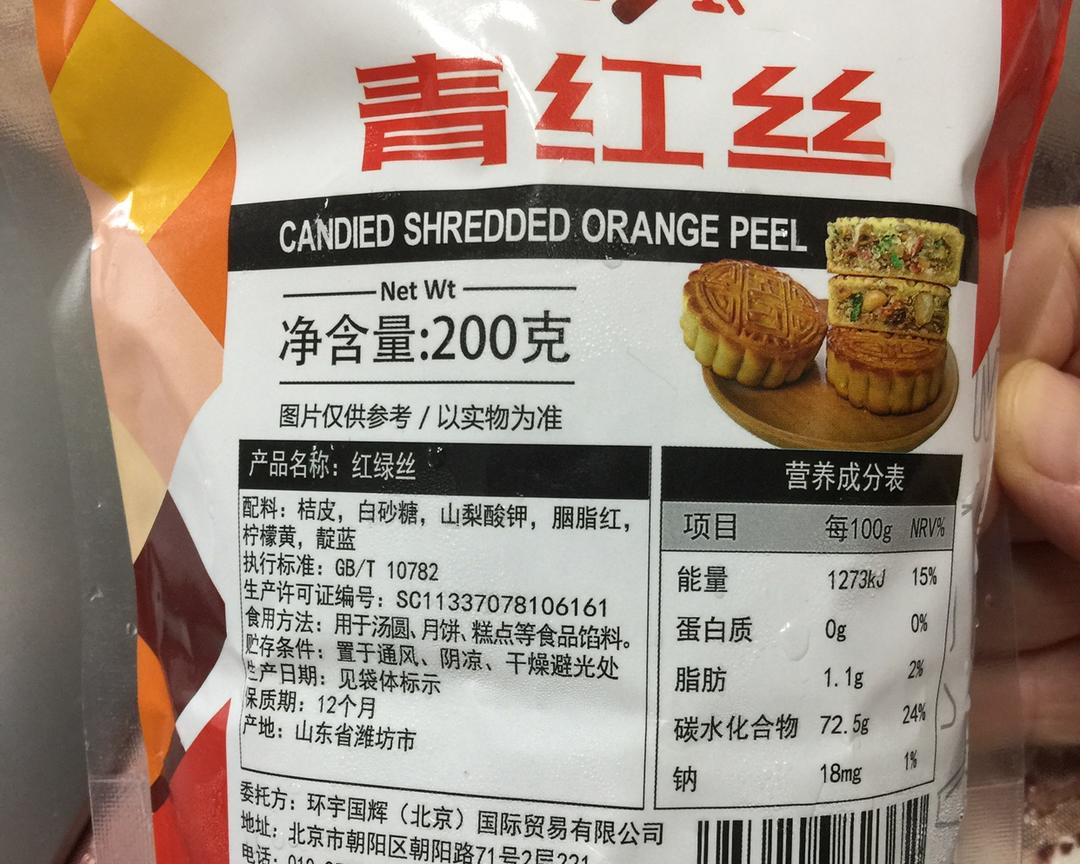 青红丝
CANDIED SHREDDED ORANGE PEEL
Net Wt
净含量:200克
图片仅供参考 / 以实物为准
产品名称：红绿丝
配料：桔皮，白砂糖，山梨酸钾，胭脂红，
柠檬黄，靛蓝
执行标准：GB/T 10782
生产许可证编号：SC11337078106161
食用方法：用于汤圆、月饼、糕点等食品馅料。
贮存条件：置于通风、阴凉、干燥避光处
生产日期：见袋体标示
保质期：12个月
产地：山东省潍坊市
营养成分表
项目 每100g NRV%
能量 1273kJ 15%
蛋白质 0g 0%
脂肪 1.1g 2%
碳水化合物 72.5g 24%
钠 18mg 1%
委托方：环宇国辉（北京）国际贸易有限公司
地址：北京市朝阳区朝阳路71号2层221
电话：010